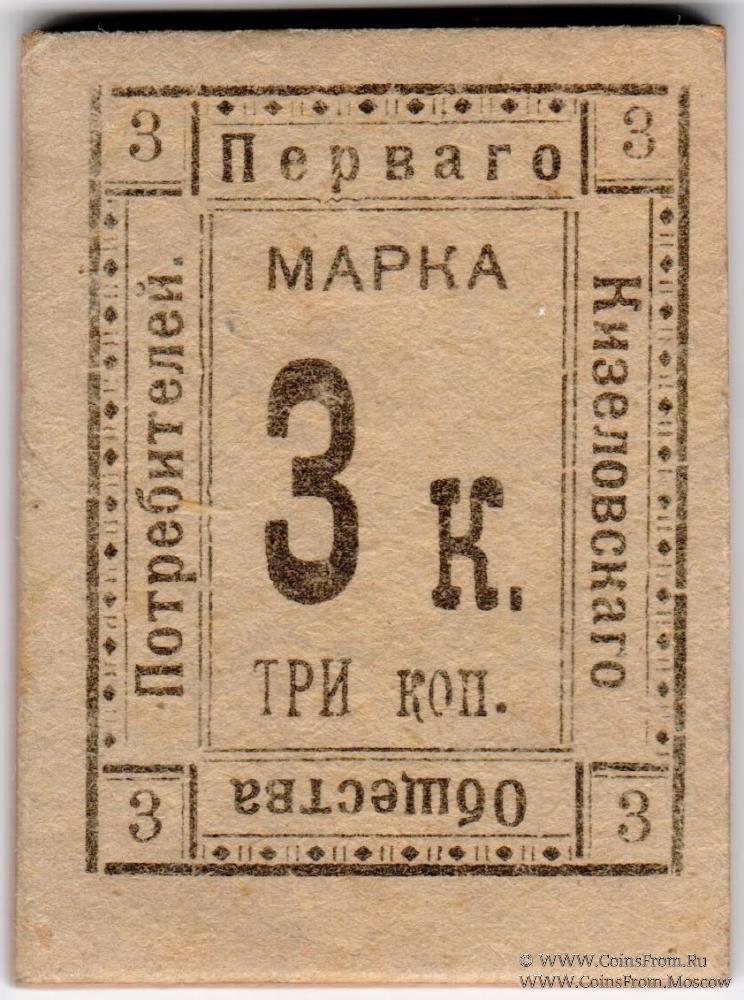 3
Перваго
3
МАРКА
3 к.
ТРИ коп.
Кизеловскаго
Общества
Потребителей.
3
3
© WWW.CoinsFrom.Ru
WWW.CoinsFrom.Moscow